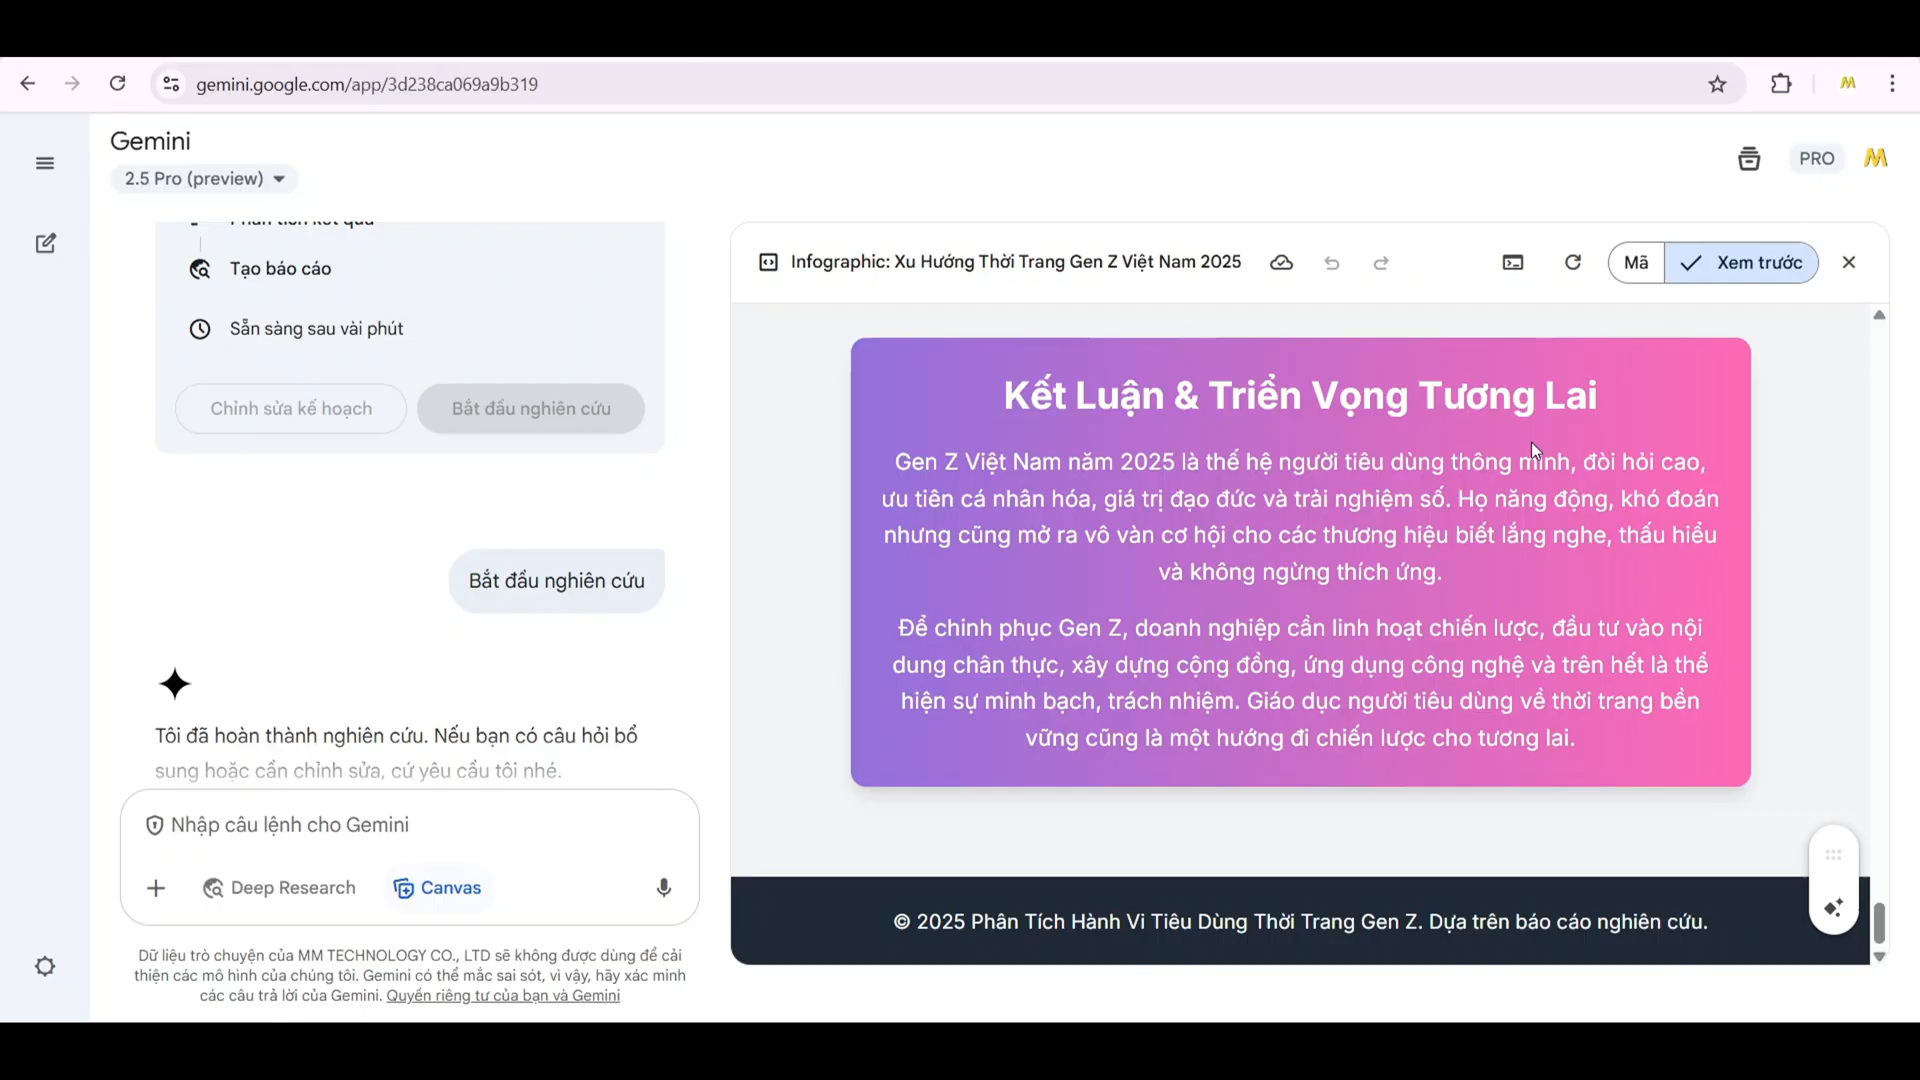 gemini.google.com/app/3d238ca069a9b319
Gemini
2.5 Pro (preview)
PRO
Tạo báo cáo
Sẵn sàng sau vài phút
Chỉnh sửa kế hoạch
Bắt đầu nghiên cứu
Bắt đầu nghiên cứu
Tôi đã hoàn thành nghiên cứu. Nếu bạn có câu hỏi bổ
sung hoặc cần chỉnh sửa, cứ yêu cầu tôi nhé.
Nhập câu lệnh cho Gemini
Deep Research
Canvas
Dữ liệu trò chuyện của MM TECHNOLOGY CO., LTD sẽ không được dùng để cải
thiện các mô hình của chúng tôi. Gemini có thể mắc sai sót, vì vậy, hãy xác minh
các câu trả lời của Gemini. Quyền riêng tư của bạn và Gemini
Infographic: Xu Hướng Thời Trang Gen Z Việt Nam 2025
Mã
Xem trước
Kết Luận & Triển Vọng Tương Lai
Gen Z Việt Nam năm 2025 là thế hệ người tiêu dùng thông minh, đòi hỏi cao,
ưu tiên cá nhân hóa, giá trị đạo đức và trải nghiệm số. Họ năng động, khó đoán
nhưng cũng mở ra vô vàn cơ hội cho các thương hiệu biết lắng nghe, thấu hiểu
và không ngừng thích ứng.
Để chinh phục Gen Z, doanh nghiệp cần linh hoạt chiến lược, đầu tư vào nội
dung chân thực, xây dựng cộng đồng, ứng dụng công nghệ và trên hết là thể
hiện sự minh bạch, trách nhiệm. Giáo dục người tiêu dùng về thời trang bền
vững cũng là một hướng đi chiến lược cho tương lai.
© 2025 Phân Tích Hành Vi Tiêu Dùng Thời Trang Gen Z. Dựa trên báo cáo nghiên cứu.